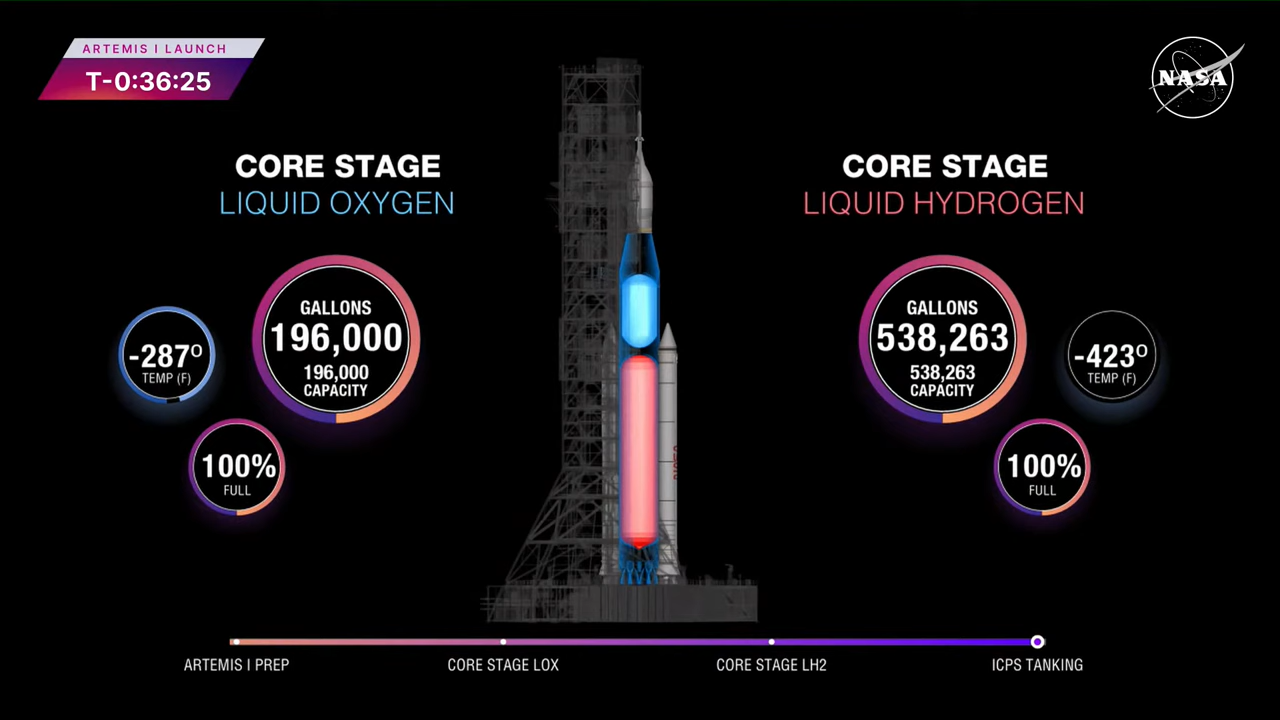 ARTEMIS I LAUNCH
T-0:36:25
NASA
CORE STAGE
LIQUID OXYGEN
GALLONS
196,000
196,000
CAPACITY
-287º
TEMP (F)
100%
FULL
CORE STAGE
LIQUID HYDROGEN
GALLONS
538,263
538,263
CAPACITY
-423º
TEMP (F)
100%
FULL
ARTEMIS I PREP
CORE STAGE LOX
CORE STAGE LH2
ICPS TANKING